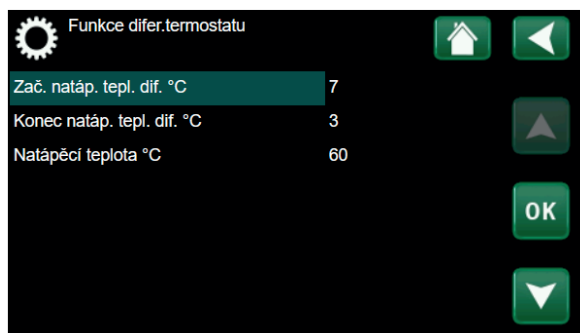 Funkce difer.termostatu
Zač. natáp. tepl. dif. °C 7
Konec natáp. tepl. dif. °C 3
Natápěcí teplota °C 60
OK